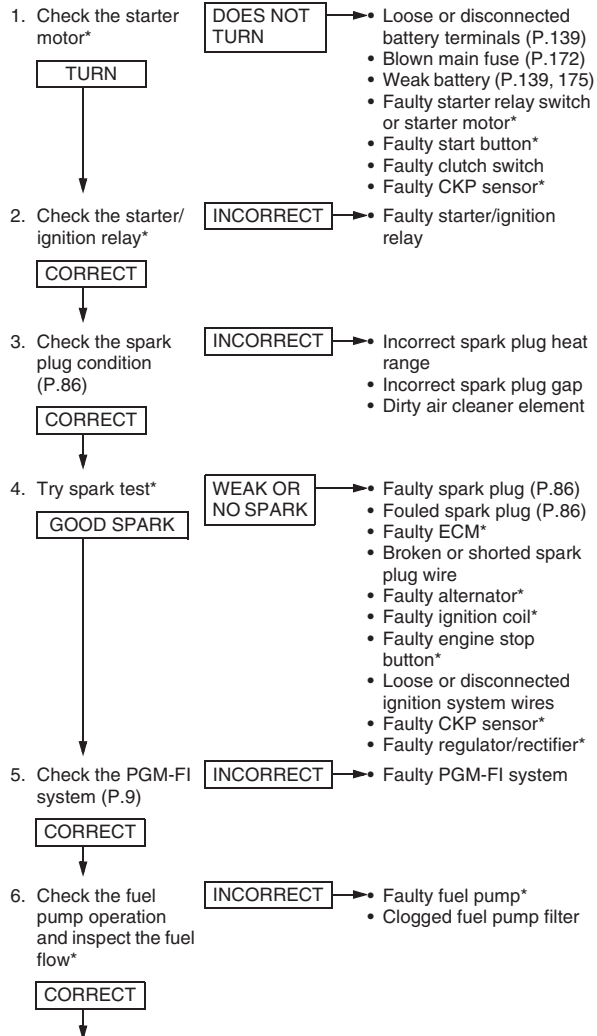 1. Check the starter
motor*
TURN
DOES NOT
TURN
• Loose or disconnected
battery terminals (P.139)
• Blown main fuse (P.172)
• Weak battery (P.139, 175)
• Faulty starter relay switch
or starter motor*
• Faulty start button*
• Faulty clutch switch
• Faulty CKP sensor*
2. Check the starter/
ignition relay*
CORRECT
INCORRECT
• Faulty starter/ignition
relay
3. Check the spark
plug condition
(P.86)
CORRECT
INCORRECT
• Incorrect spark plug heat
range
• Incorrect spark plug gap
• Dirty air cleaner element
4. Try spark test*
GOOD SPARK
WEAK OR
NO SPARK
• Faulty spark plug (P.86)
• Fouled spark plug (P.86)
• Faulty ECM*
• Broken or shorted spark
plug wire
• Faulty alternator*
• Faulty ignition coil*
• Faulty engine stop
button*
• Loose or disconnected
ignition system wires
• Faulty CKP sensor*
• Faulty regulator/rectifier*
5. Check the PGM-FI
system (P.9)
CORRECT
INCORRECT
• Faulty PGM-FI system
6. Check the fuel
pump operation
and inspect the fuel
flow*
CORRECT
INCORRECT
• Faulty fuel pump*
• Clogged fuel pump filter